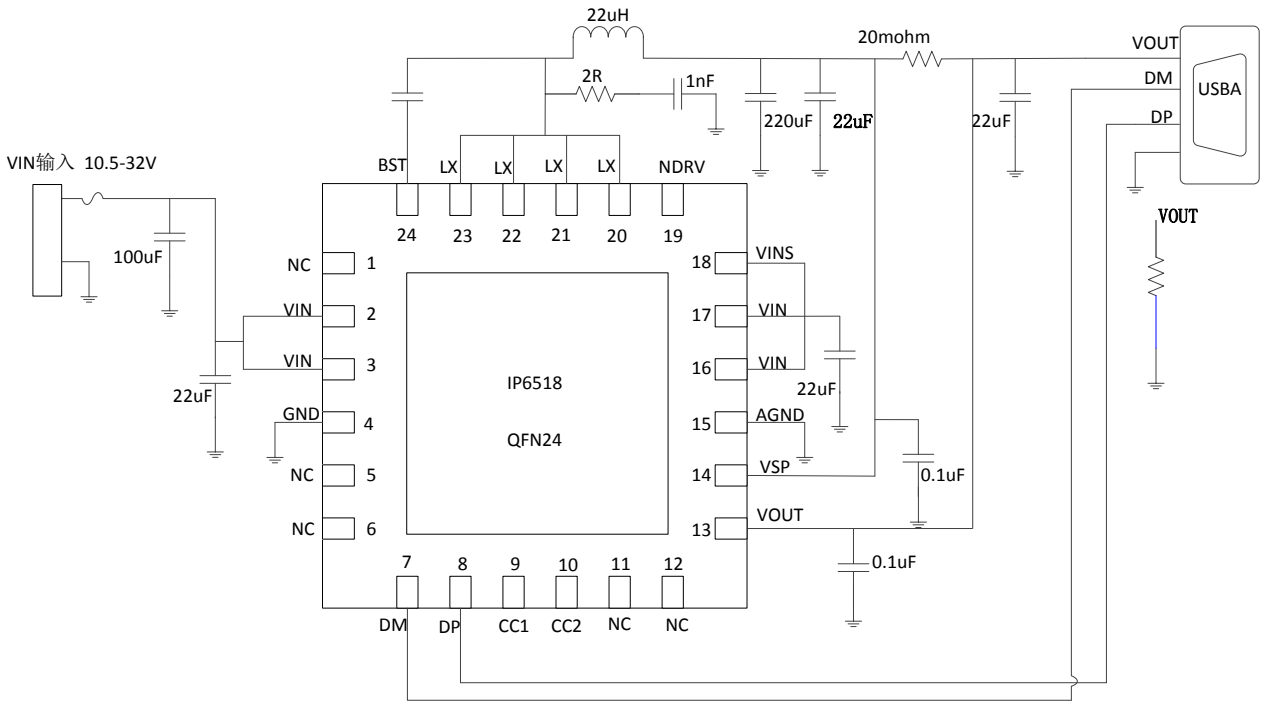 22uH
20mohm
VOUT
2R
1nF
DM
USBA
220uF
22uF
22uF
DP
VIN输入 10.5-32V
BST
LX
LX
LX
LX
NDRV
VOUT
24
23
22
21
20
19
100uF
NC
1
18
VINS
VIN
2
17
VIN
VIN
3
16
VIN
22uF
IP6518
22uF
GND
4
15
AGND
QFN24
NC
5
14
VSP
0.1uF
NC
6
13
VOUT
7
8
9
10
11
12
0.1uF
DM
DP
CC1
CC2
NC
NC